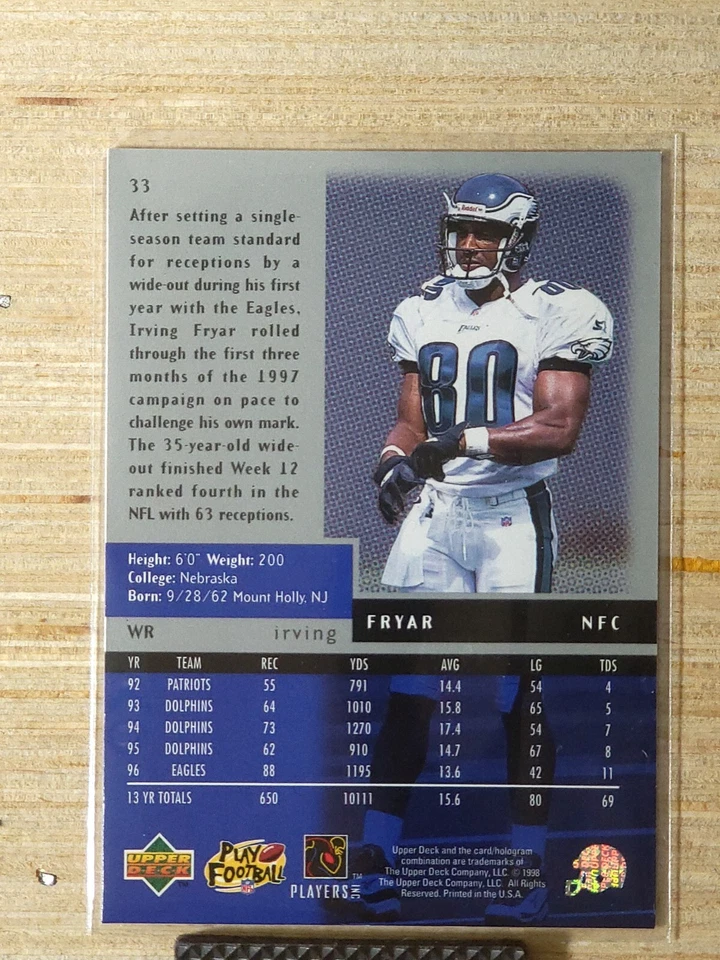 33
After setting a single-
season team standard
for receptions by a
wide-out during his first
year with the Eagles,
Irving Fryar rolled
through the first three
months of the 1997
campaign on pace to
challenge his own mark.
The 35-year-old wide-
out finished Week 12
ranked fourth in the
NFL with 63 receptions.
Riddell
EAGLES
80
80
Height: 6'0" Weight: 200
College: Nebraska
Born: 9/28/62 Mount Holly, NJ
WR irving FRYAR NFC
YR TEAM REC YDS AVG LG TDS
92 PATRIOTS 55 791 14.4 54 4
93 DOLPHINS 64 1010 15.8 65 5
94 DOLPHINS 73 1270 17.4 54 7
95 DOLPHINS 62 910 14.7 67 8
96 EAGLES 88 1195 13.6 42 11
13 YR TOTALS 650 10111 15.6 80 69
UPPER DECK TM
PLAY FOOTBALL NFL
PLAYERS INC TM
Upper Deck and the card/hologram
combination are trademarks of
The Upper Deck Company, LLC. © 1998
The Upper Deck Company, LLC. All Rights
Reserved. Printed in the U.S.A.